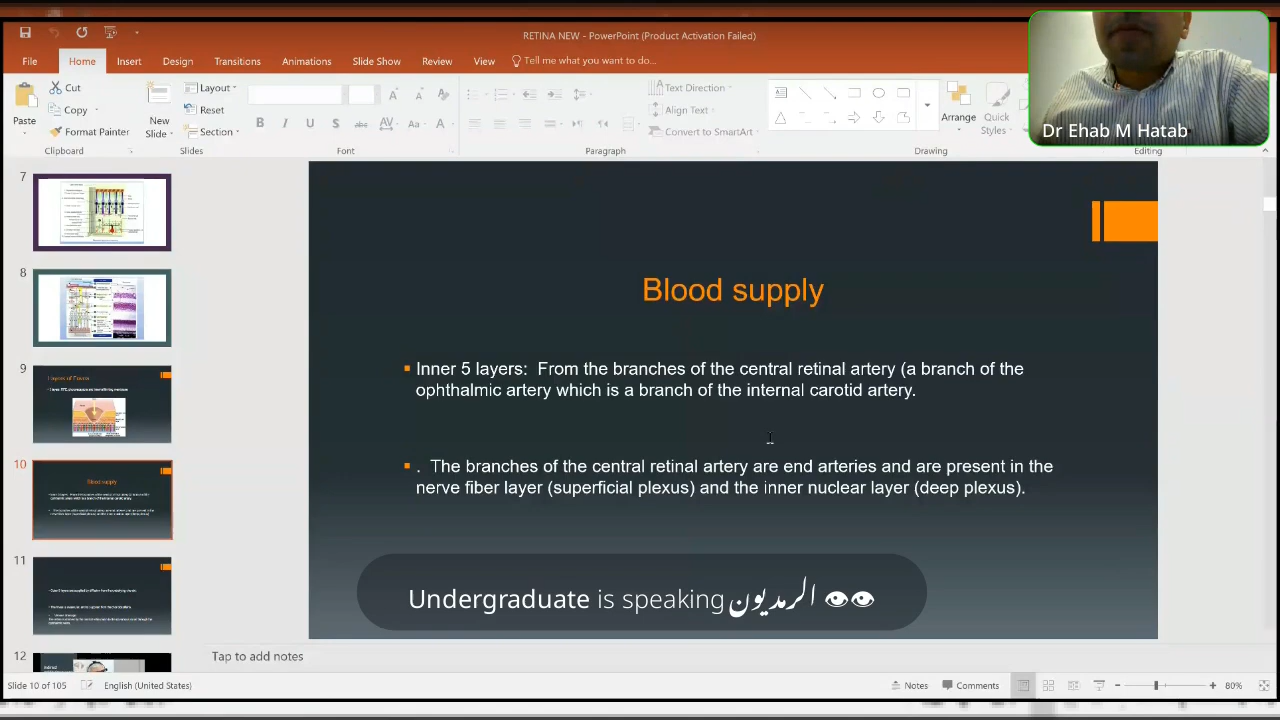 RETINA NEW - PowerPoint (Product Activation Failed)
File Home Insert Design Transitions Animations Slide Show Review View Tell me what you want to do...
Paste
Cut
Copy
Format Painter
New Slide
Layout
Reset
Section
Text Direction
Align Text
Convert to SmartArt
Arrange
Quick Styles
Clipboard Slides Font Paragraph Drawing Editing
Dr Ehab M Hatab
7
8
9
Layers of Fovea
10
Blood supply
11
12
Blood supply
Inner 5 layers: From the branches of the central retinal artery (a branch of the
ophthalmic artery which is a branch of the internal carotid artery.
. The branches of the central retinal artery are end arteries and are present in the
nerve fiber layer (superficial plexus) and the inner nuclear layer (deep plexus).
Undergraduate is speaking
Tap to add notes
Slide 10 of 105 English (United States) Notes Comments 80%